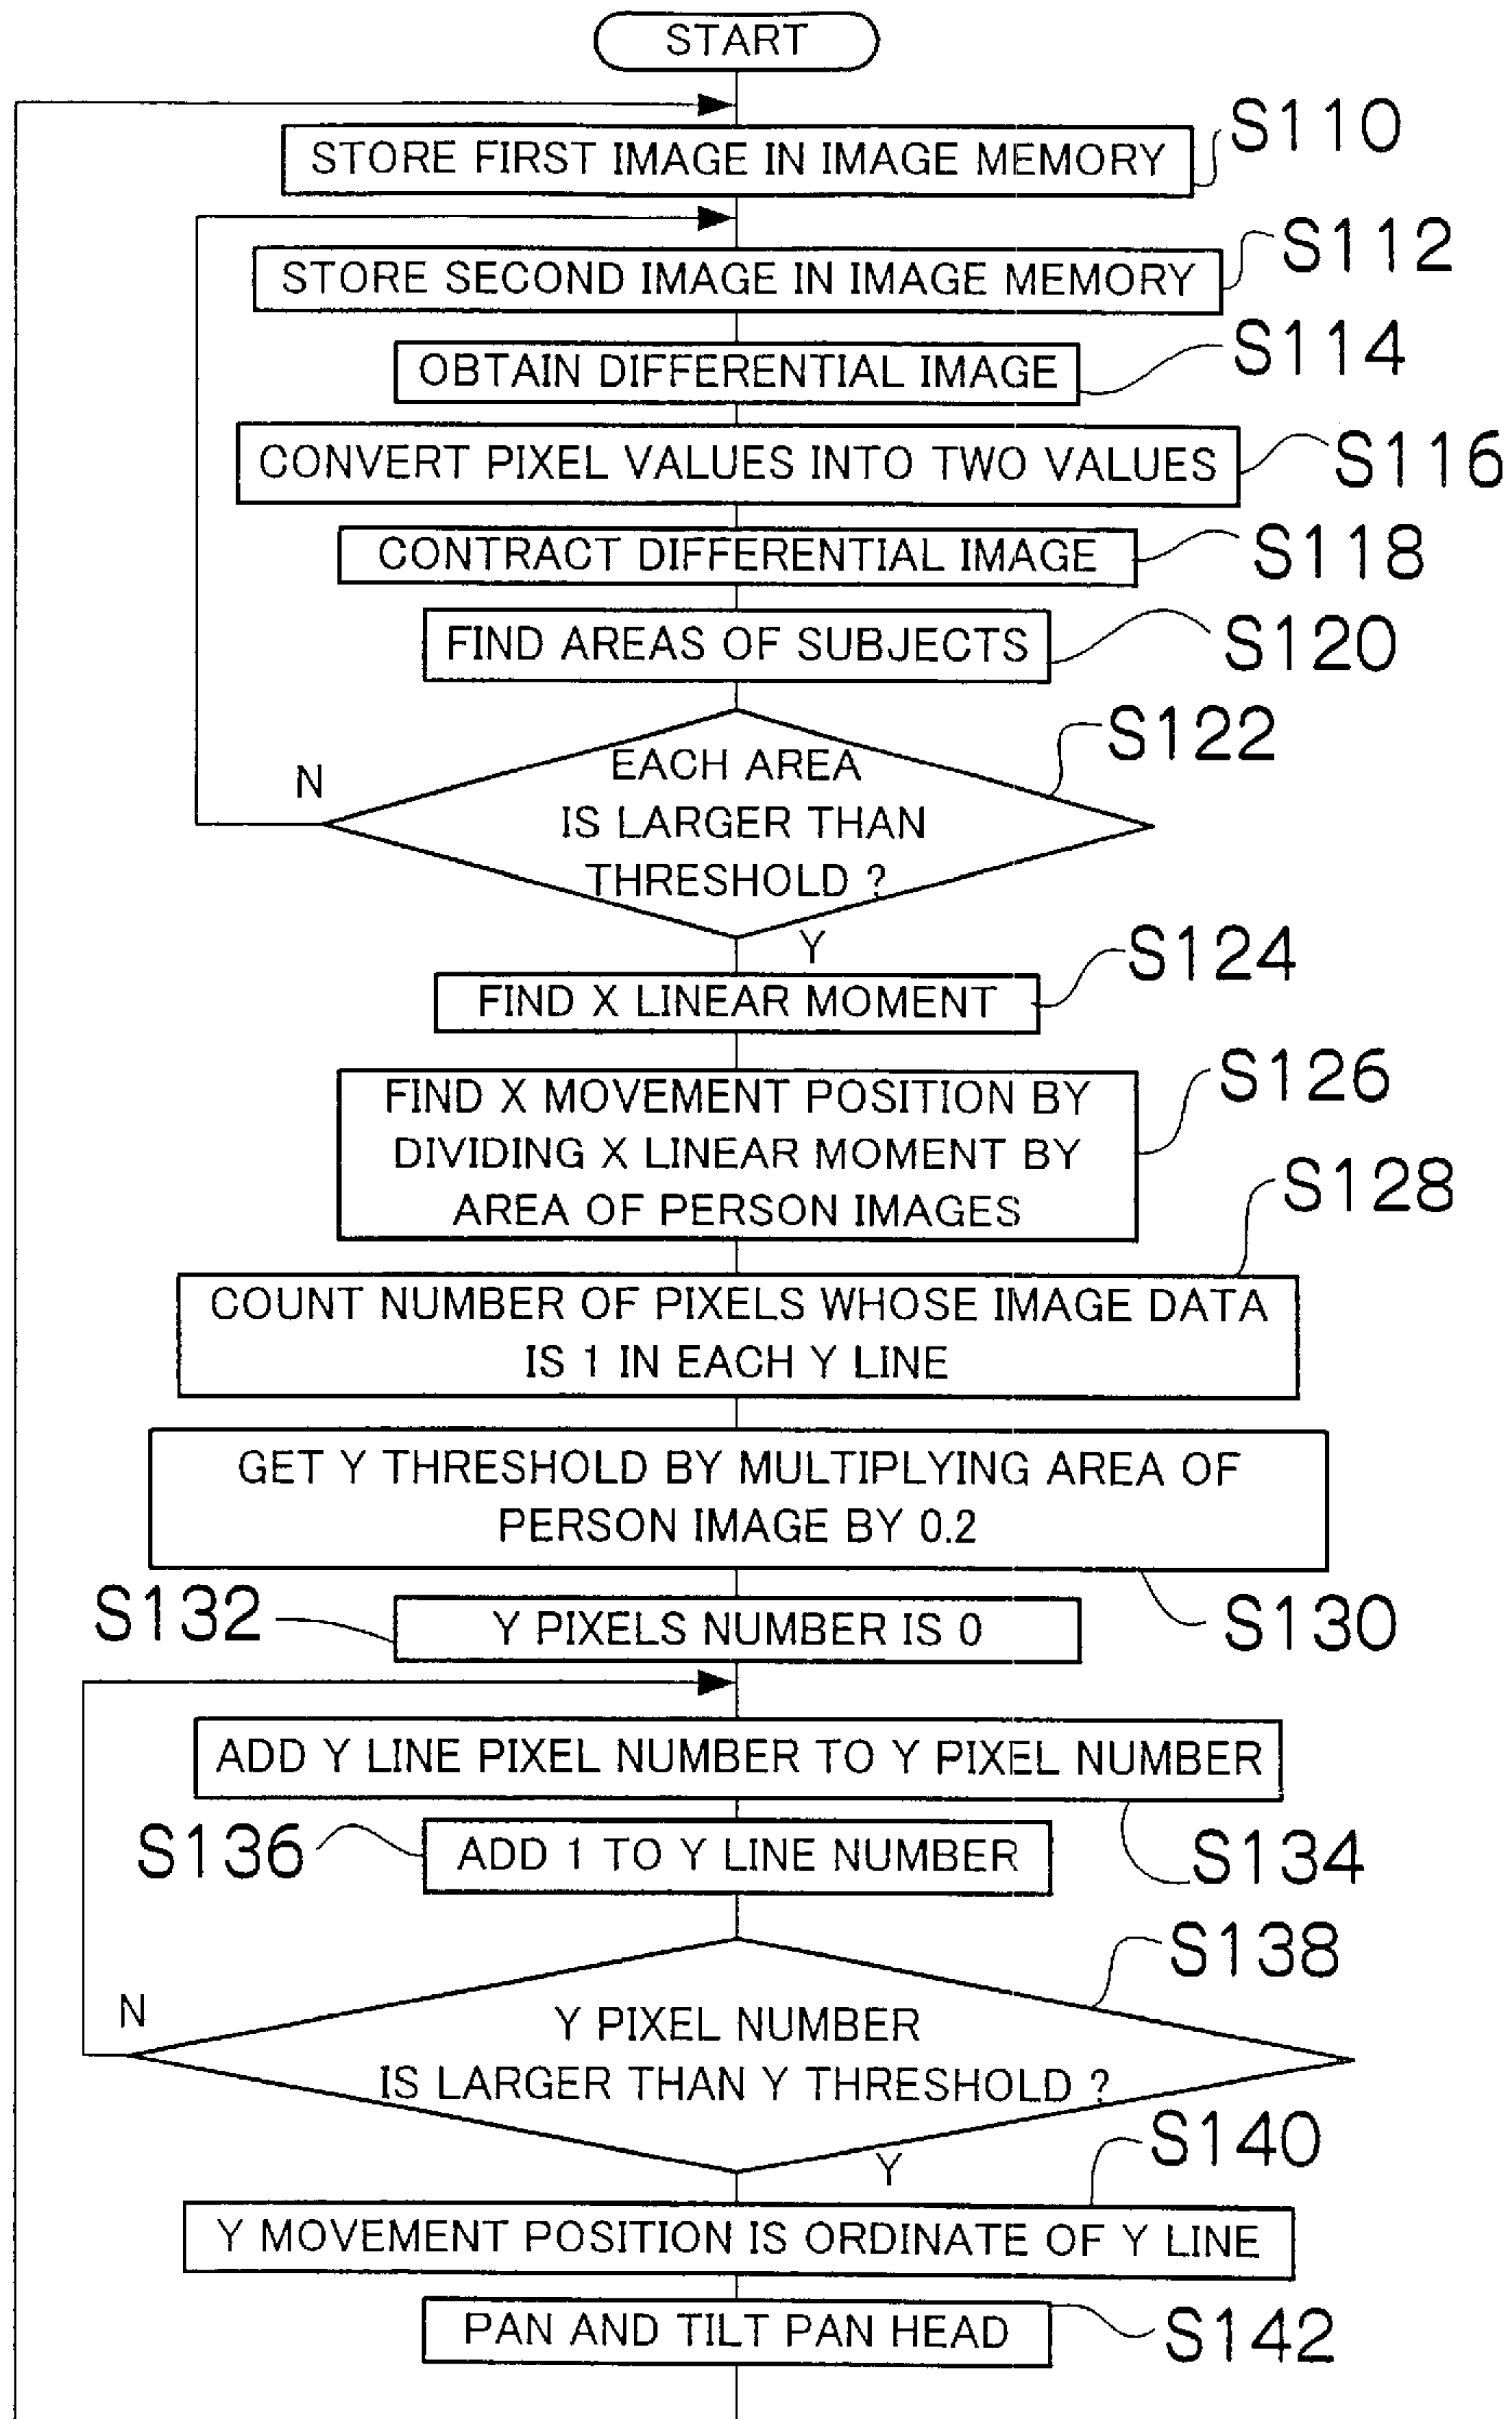 START
STORE FIRST IMAGE IN IMAGE MEMORY
S110
STORE SECOND IMAGE IN IMAGE MEMORY
S112
OBTAIN DIFFERENTIAL IMAGE
S114
CONVERT PIXEL VALUES INTO TWO VALUES
S116
CONTRACT DIFFERENTIAL IMAGE
S118
FIND AREAS OF SUBJECTS
S120
EACH AREA
IS LARGER THAN
THRESHOLD ?
S122
N
Y
FIND X LINEAR MOMENT
S124
FIND X MOVEMENT POSITION BY
DIVIDING X LINEAR MOMENT BY
AREA OF PERSON IMAGES
S126
COUNT NUMBER OF PIXELS WHOSE IMAGE DATA
IS 1 IN EACH Y LINE
S128
GET Y THRESHOLD BY MULTIPLYING AREA OF
PERSON IMAGE BY 0.2
S130
S132
Y PIXELS NUMBER IS 0
ADD Y LINE PIXEL NUMBER TO Y PIXEL NUMBER
S134
S136
ADD 1 TO Y LINE NUMBER
S138
N
Y PIXEL NUMBER
IS LARGER THAN Y THRESHOLD ?
Y
S140
Y MOVEMENT POSITION IS ORDINATE OF Y LINE
PAN AND TILT PAN HEAD
S142